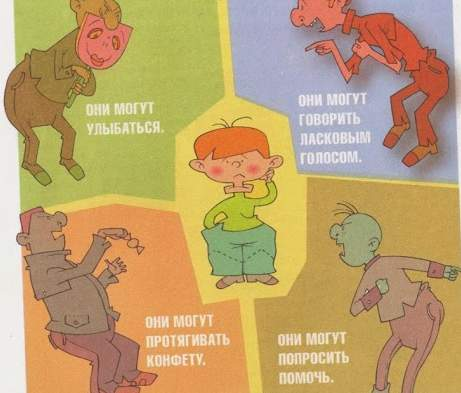 ОНИ МОГУТ
УЛЫБАТЬСЯ.
ОНИ МОГУТ
ГОВОРИТЬ
ЛАСКОВЫМ
ГОЛОСОМ.
ОНИ МОГУТ
ПРОТЯГИВАТЬ
КОНФЕТУ.
ОНИ МОГУТ
ПОПРОСИТЬ
ПОМОЧЬ.